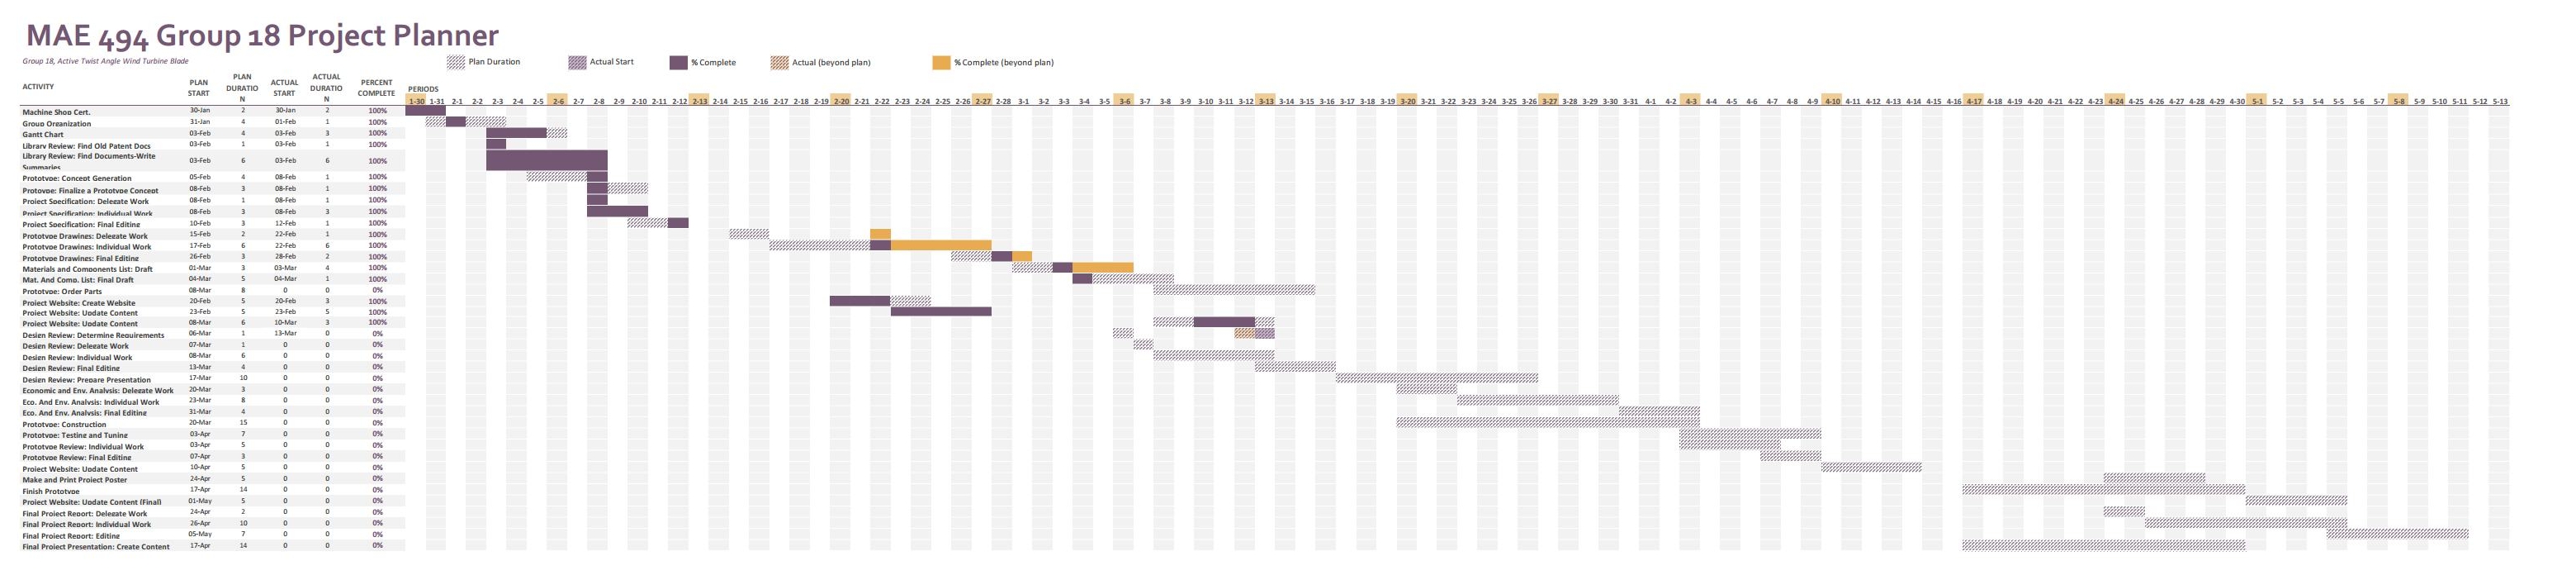 MAE 494 Group 18 Project Planner
Group 18, Active Twist Angle Wind Turbine Blade
Plan Duration Actual Start % Complete Actual (beyond plan) % Complete (beyond plan)
ACTIVITY PLAN START PLAN DURATIO N ACTUAL START ACTUAL DURATIO N PERCENT COMPLETE PERIODS
1-30 1-31 2-1 2-2 2-3 2-4 2-5 2-6 2-7 2-8 2-9 2-10 2-11 2-12 2-13 2-14 2-15 2-16 2-17 2-18 2-19 2-20 2-21 2-22 2-23 2-24 2-25 2-26 2-27 2-28 3-1 3-2 3-3 3-4 3-5 3-6 3-7 3-8 3-9 3-10 3-11 3-12 3-13 3-14 3-15 3-16 3-17 3-18 3-19 3-20 3-21 3-22 3-23 3-24 3-25 3-26 3-27 3-28 3-29 3-30 3-31 4-1 4-2 4-3 4-4 4-5 4-6 4-7 4-8 4-9 4-10 4-11 4-12 4-13 4-14 4-15 4-16 4-17 4-18 4-19 4-20 4-21 4-22 4-23 4-24 4-25 4-26 4-27 4-28 4-29 4-30 5-1 5-2 5-3 5-4 5-5 5-6 5-7 5-8 5-9 5-10 5-11 5-12 5-13
Machine Shop Cert. 30-Jan 2 30-Jan 2 100%
Group Organization 31-Jan 4 01-Feb 1 100%
Gantt Chart 03-Feb 4 03-Feb 3 100%
Library Review: Find Old Patent Docs 03-Feb 1 03-Feb 1 100%
Library Review: Find Documents-Write
Summaries 03-Feb 6 03-Feb 6 100%
Prototype: Concept Generation 05-Feb 4 08-Feb 1 100%
Prototype: Finalize a Prototype Concept 08-Feb 3 08-Feb 1 100%
Project Specification: Delegate Work 08-Feb 1 08-Feb 1 100%
Project Specification: Individual Work 08-Feb 3 08-Feb 3 100%
Project Specification: Final Editing 10-Feb 3 12-Feb 1 100%
Prototype Drawings: Delegate Work 15-Feb 2 22-Feb 1 100%
Prototype Drawings: Individual Work 17-Feb 6 22-Feb 6 100%
Prototype Drawings: Final Editing 26-Feb 3 28-Feb 2 100%
Materials and Components List: Draft 01-Mar 3 03-Mar 4 100%
Mat. And Comp. List: Final Draft 04-Mar 5 04-Mar 1 100%
Prototype: Order Parts 08-Mar 8 0 0 0%
Project Website: Create Website 20-Feb 5 20-Feb 3 100%
Project Website: Update Content 23-Feb 5 23-Feb 5 100%
Project Website: Update Content 08-Mar 6 10-Mar 3 100%
Design Review: Determine Requirements 06-Mar 1 13-Mar 0 0%
Design Review: Delegate Work 07-Mar 1 0 0 0%
Design Review: Individual Work 08-Mar 6 0 0 0%
Design Review: Final Editing 13-Mar 4 0 0 0%
Design Review: Prepare Presentation 17-Mar 10 0 0 0%
Economic and Env. Analysis: Delegate Work 20-Mar 3 0 0 0%
Eco. And Env. Analysis: Individual Work 23-Mar 8 0 0 0%
Eco. And Env. Analysis: Final Editing 31-Mar 4 0 0 0%
Prototype: Construction 20-Mar 15 0 0 0%
Prototype: Testing and Tuning 03-Apr 7 0 0 0%
Prototype Review: Individual Work 03-Apr 5 0 0 0%
Prototype Review: Final Editing 07-Apr 3 0 0 0%
Project Website: Update Content 10-Apr 5 0 0 0%
Make and Print Project Poster 24-Apr 5 0 0 0%
Finish Prototype 17-Apr 14 0 0 0%
Project Website: Update Content (Final) 01-May 5 0 0 0%
Final Project Report: Delegate Work 24-Apr 2 0 0 0%
Final Project Report: Individual Work 26-Apr 10 0 0 0%
Final Project Report: Editing 05-May 7 0 0 0%
Final Project Presentation: Create Content 17-Apr 14 0 0 0%